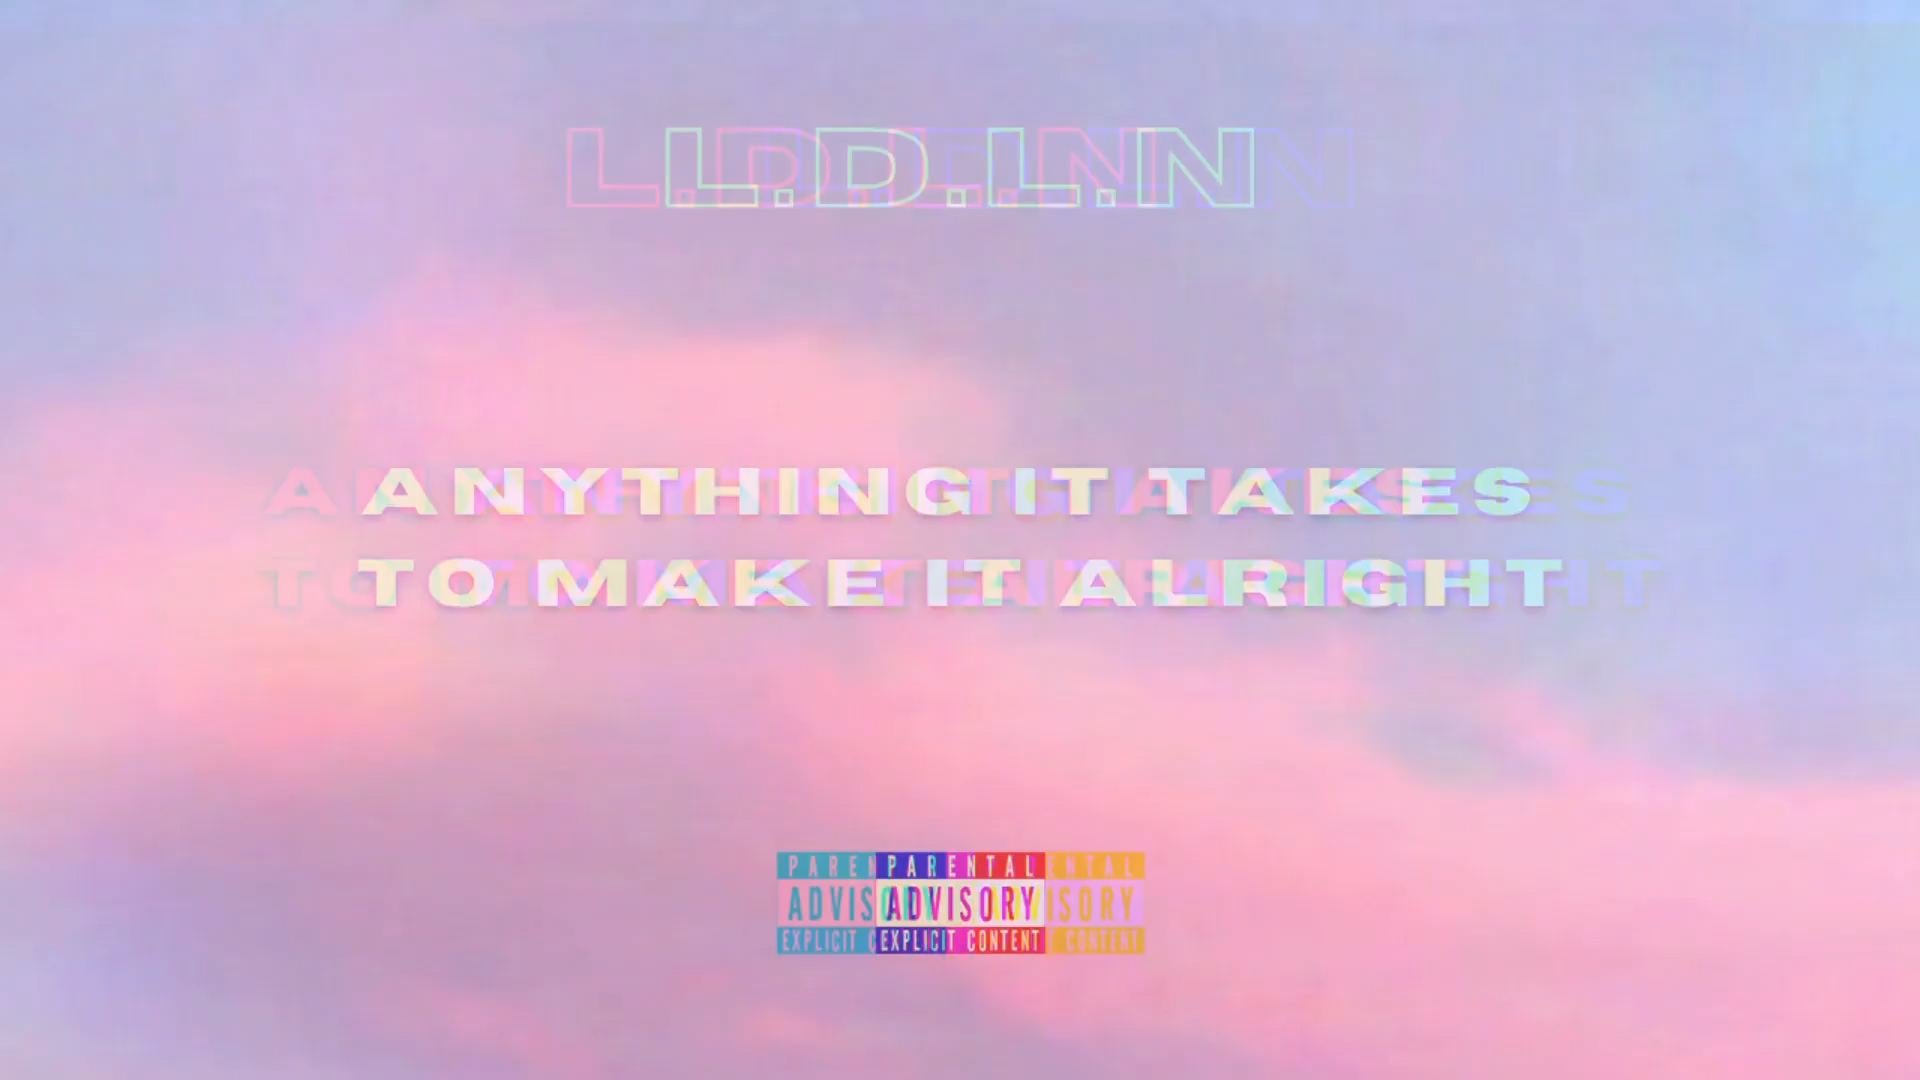 L.D.L.N
ANYTHING IT TAKES
TO MAKE IT ALRIGHT
PARENTAL
ADVISORY
EXPLICIT CONTENT